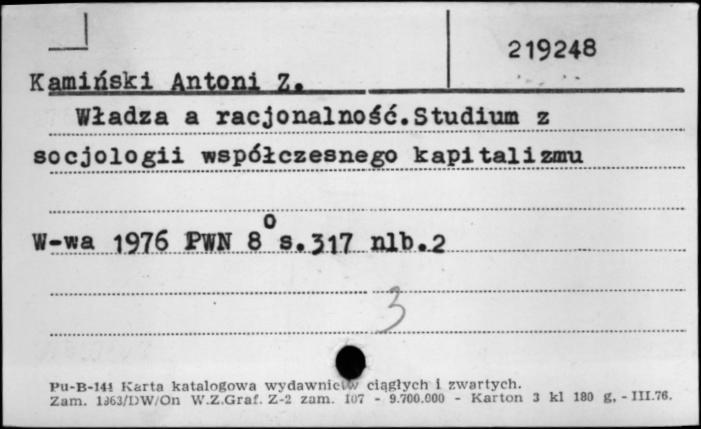 219248
Kamiński Antoni Z.
Władza a racjonalność.Studium z
socjologii współczesnego kapitalizmu
W-wa 1976 PWN 8º s.317 nlb.2
3
Pu-B-141 Karta katalogowa wydawnictw ciągłych i zwartych.
Zam. 1363/DW/On W.Z.Graf. Z-2 zam. 107 - 9.700.000 - Karton 3 kl 180 g. - III.76.